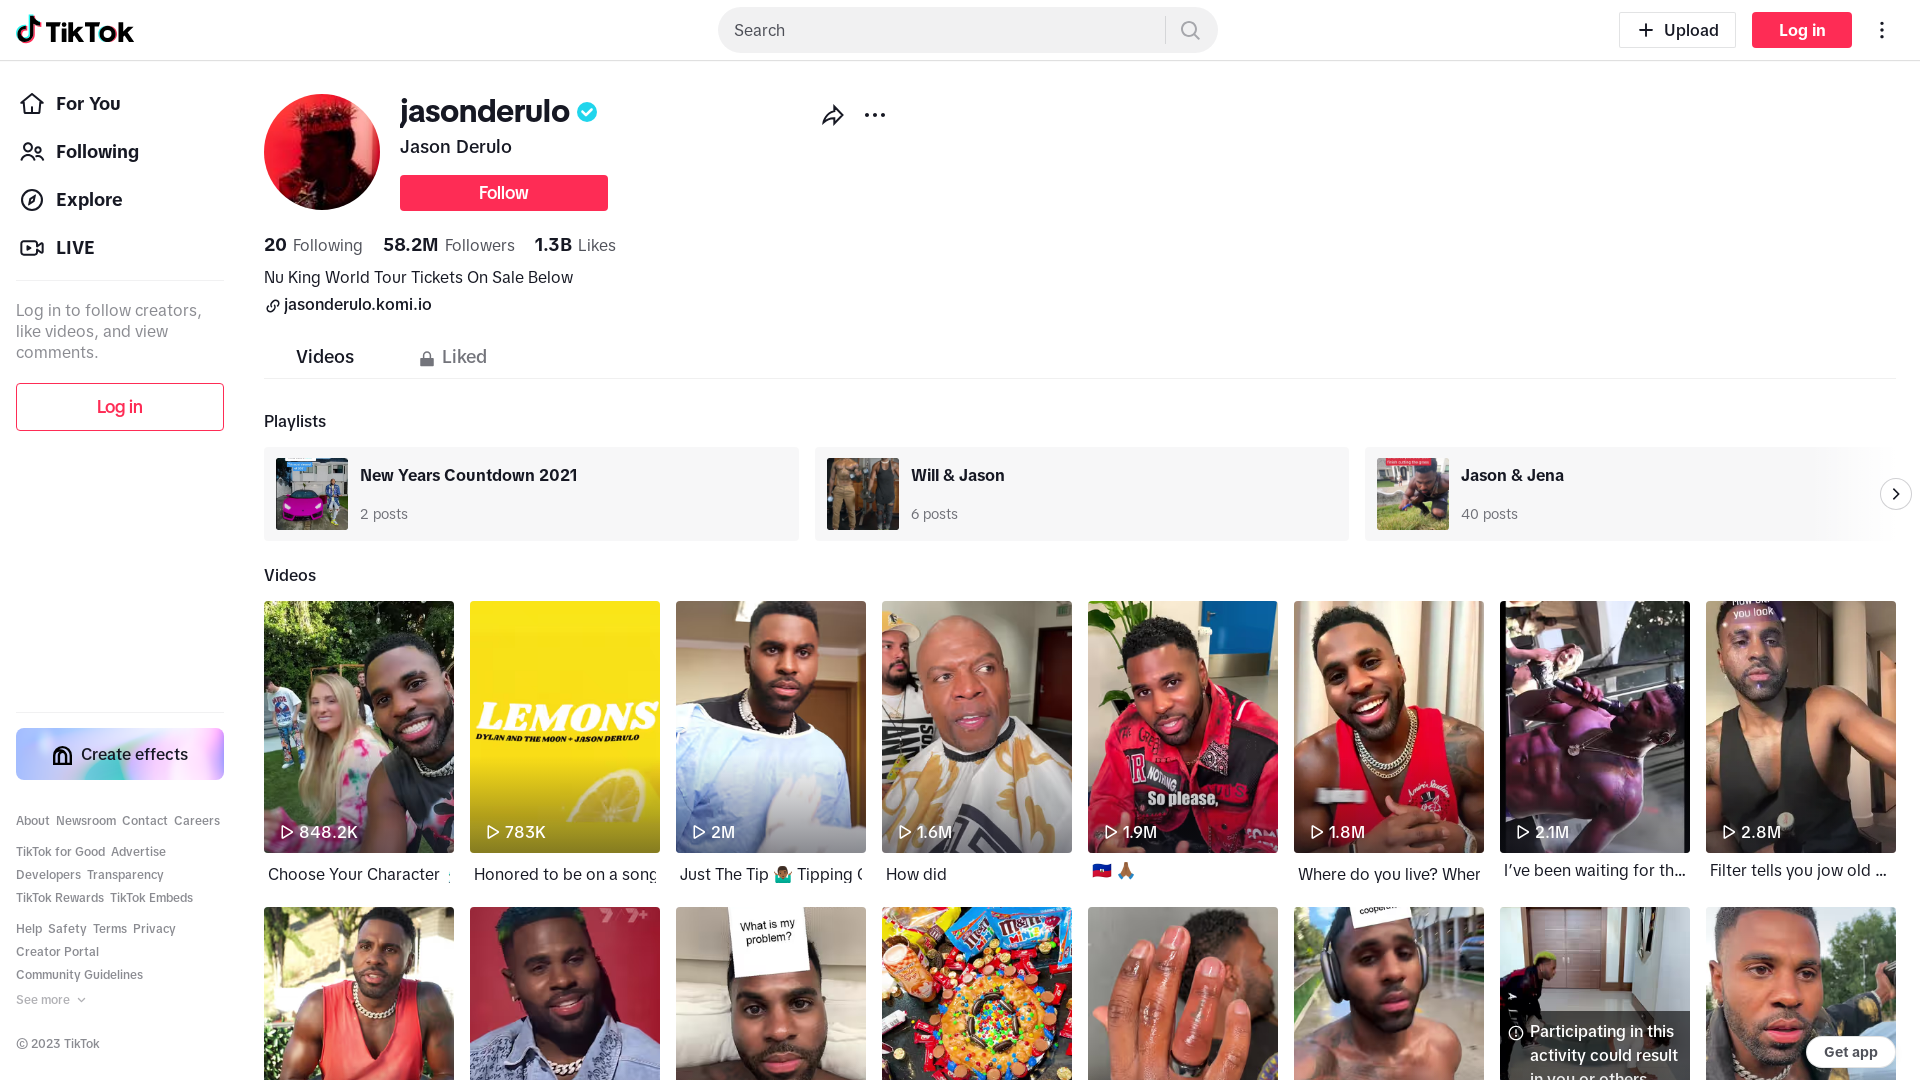 TikTok
Search
Upload
Log in
For You
Following
Explore
LIVE
Log in to follow creators,
like videos, and view
comments.
Log in
Create effects
About Newsroom Contact Careers
TikTok for Good Advertise
Developers Transparency
TikTok Rewards TikTok Embeds
Help Safety Terms Privacy
Creator Portal
Community Guidelines
See more
© 2023 TikTok
jasonderulo
Jason Derulo
Follow
20 Following 58.2M Followers 1.3B Likes
Nu King World Tour Tickets On Sale Below
jasonderulo.komi.io
Videos
Liked
Playlists
New Years Countdown 2021
2 posts
Will & Jason
6 posts
Jason & Jena
40 posts
Videos
848.2K
Choose Your Character
LEMONS
DYLAN AND THE MOON + JASON DERULO
783K
Honored to be on a song
2M
Just The Tip 🤷🏾‍♂️ Tipping
1.6M
How did
NOTHING
So please,
1.9M
🇭🇹 🙏🏾
1.8M
Where do you live? Wher
2.1M
I’ve been waiting for th...
you look
2.8M
Filter tells you jow old ...
What is my
problem?
Participating in this
activity could result
in you or others
Get app